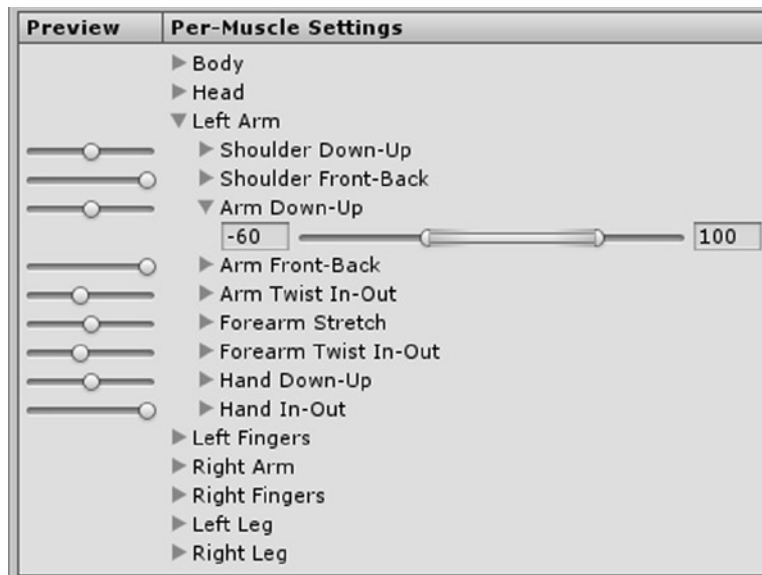 Preview Per-Muscle Settings
Body
Head
Left Arm
Shoulder Down-Up
Shoulder Front-Back
Arm Down-Up
-60 100
Arm Front-Back
Arm Twist In-Out
Forearm Stretch
Forearm Twist In-Out
Hand Down-Up
Hand In-Out
Left Fingers
Right Arm
Right Fingers
Left Leg
Right Leg